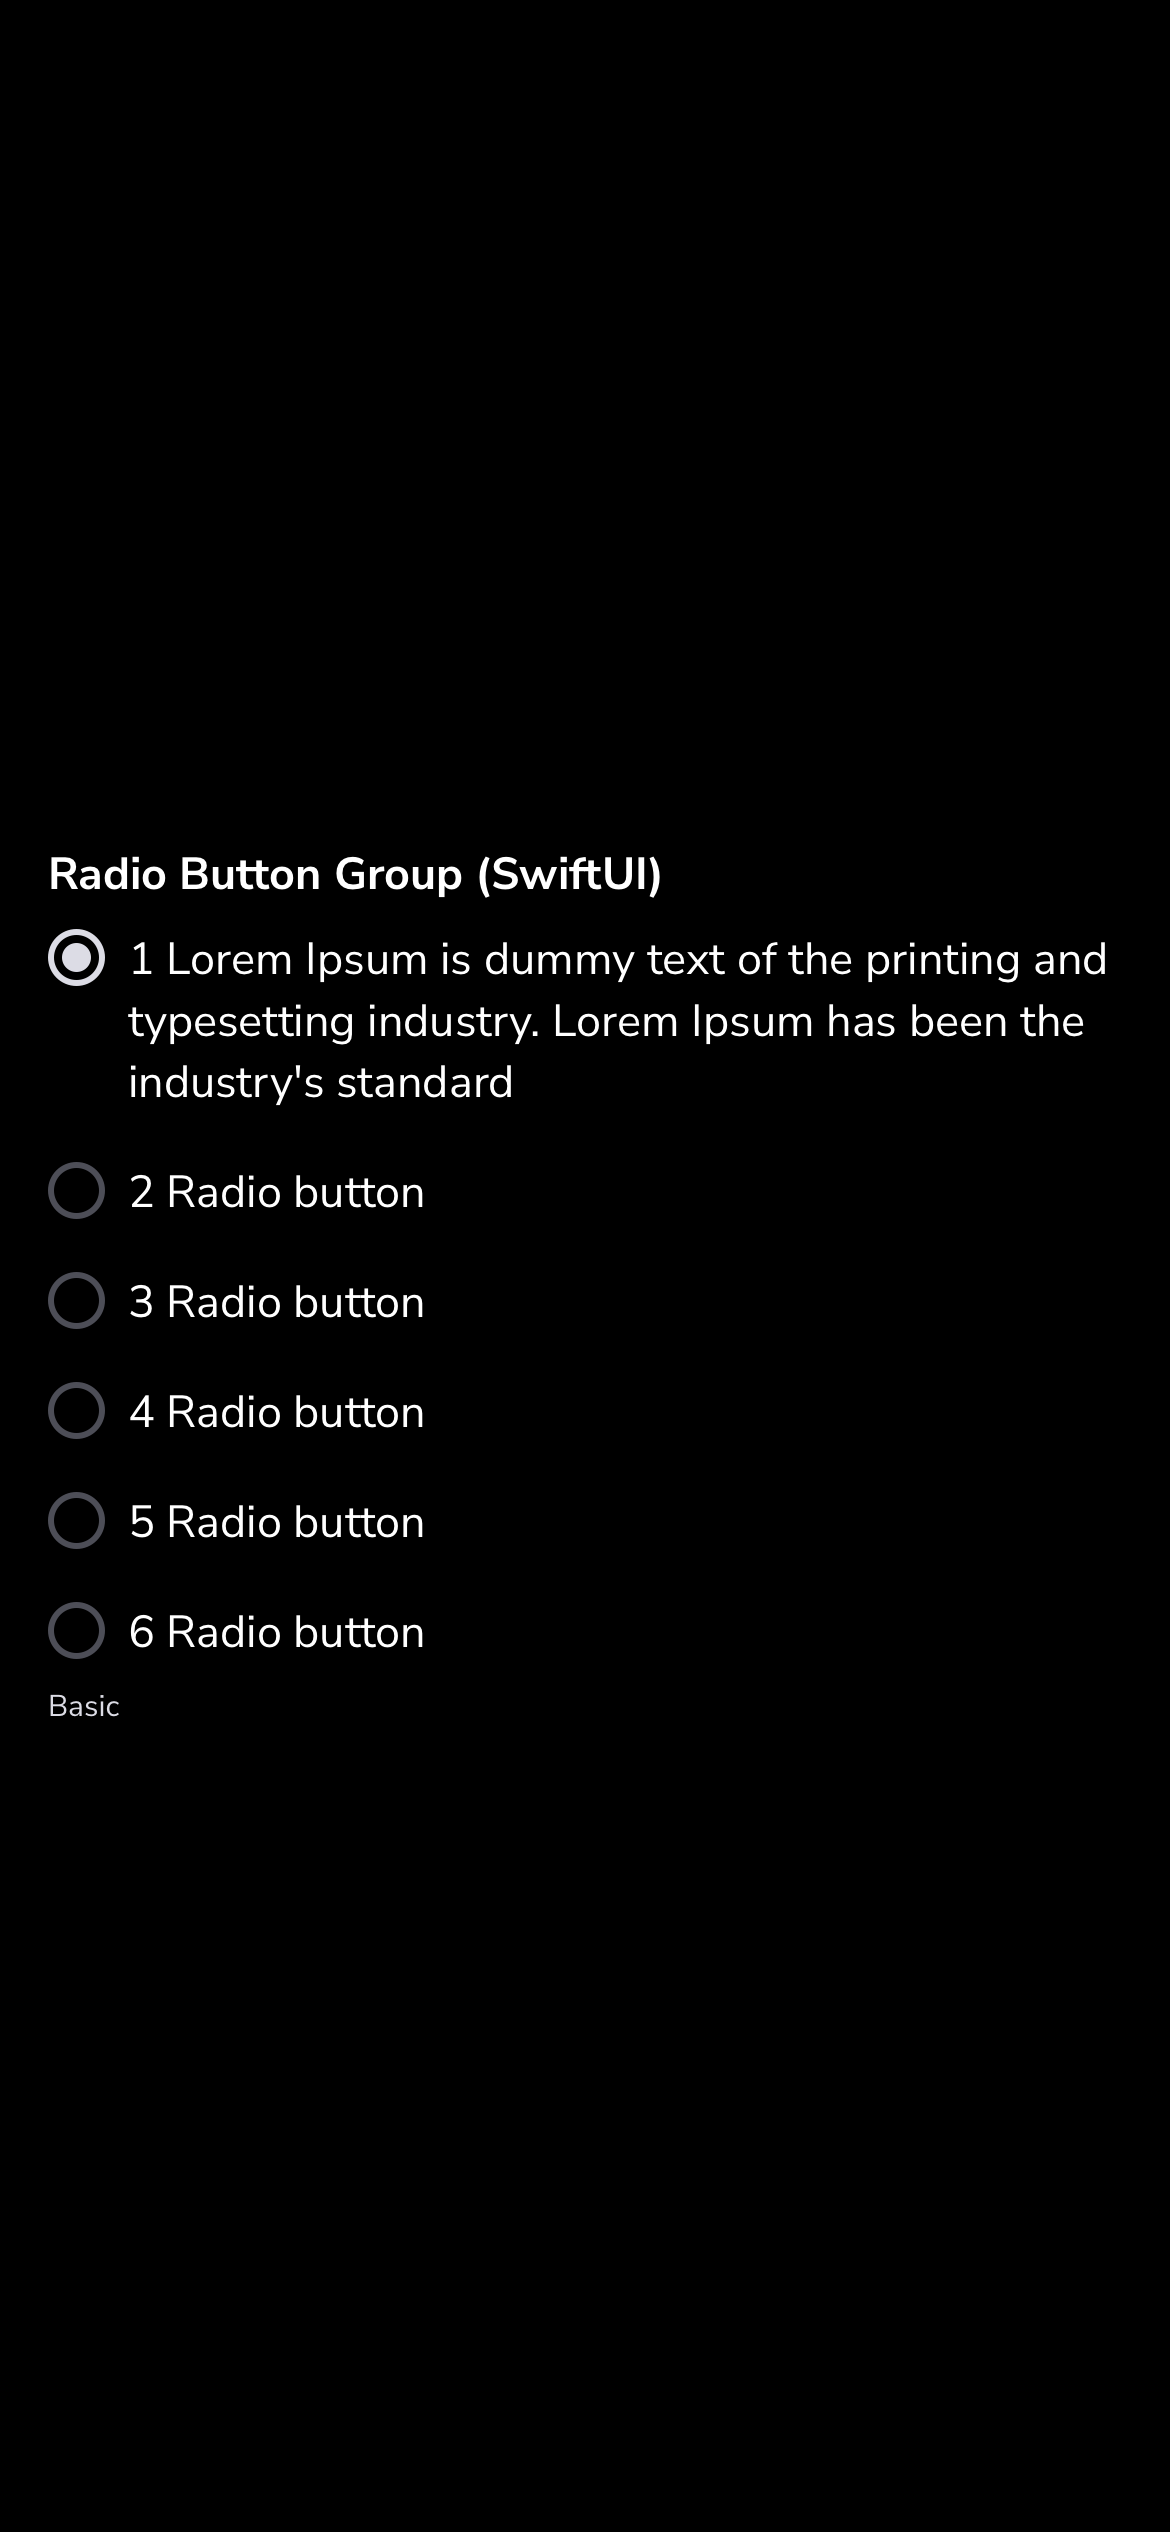 Radio Button Group (SwiftUI)
1 Lorem Ipsum is dummy text of the printing and
typesetting industry. Lorem Ipsum has been the
industry's standard
2 Radio button
3 Radio button
4 Radio button
5 Radio button
6 Radio button
Basic